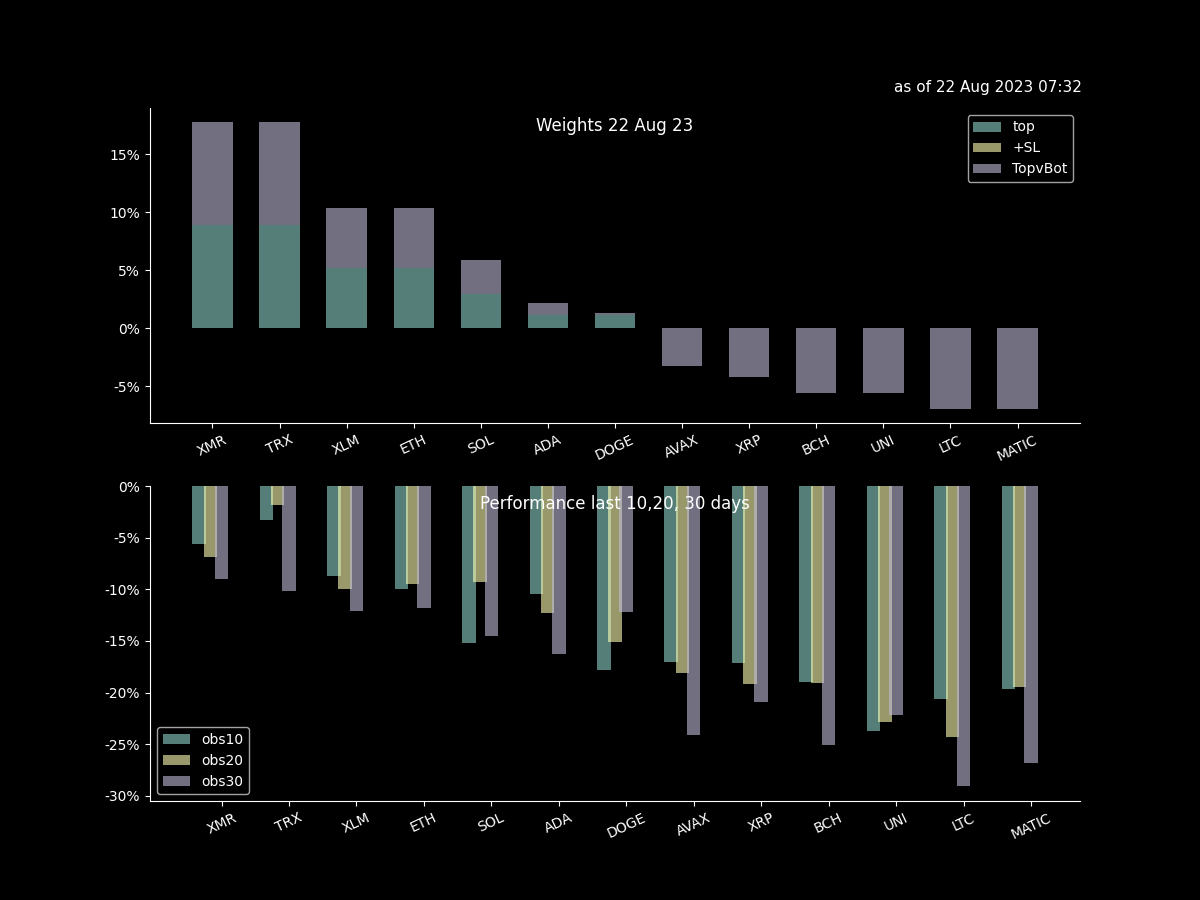 as of 22 Aug 2023 07:32
Weights 22 Aug 23
top
+SL
TopvBot
15%
10%
5%
0%
-5%
XMR TRX XLM ETH SOL ADA DOGE AVAX XRP BCH UNI LTC MATIC
Performance last 10,20, 30 days
0%
-5%
-10%
-15%
-20%
-25%
-30%
obs10
obs20
obs30
XMR TRX XLM ETH SOL ADA DOGE AVAX XRP BCH UNI LTC MATIC